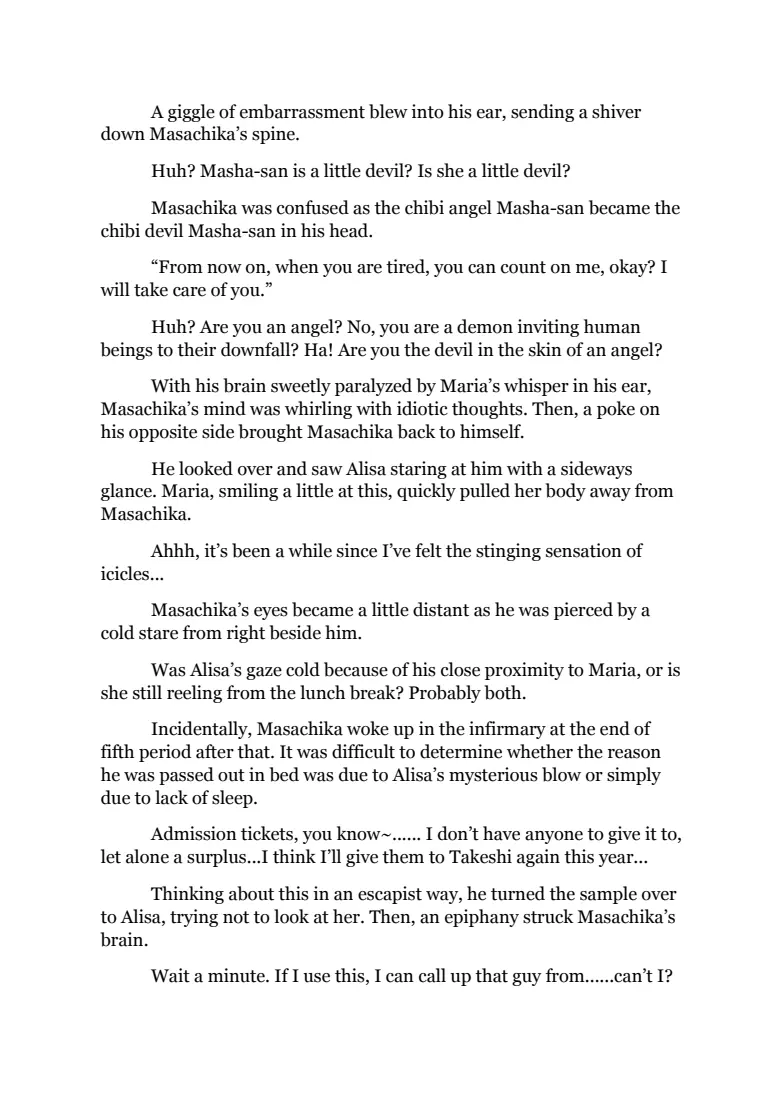 A giggle of embarrassment blew into his ear, sending a shiver
down Masachika’s spine.
Huh? Masha-san is a little devil? Is she a little devil?
Masachika was confused as the chibi angel Masha-san became the
chibi devil Masha-san in his head.
“From now on, when you are tired, you can count on me, okay? I
will take care of you.”
Huh? Are you an angel? No, you are a demon inviting human
beings to their downfall? Ha! Are you the devil in the skin of an angel?
With his brain sweetly paralyzed by Maria’s whisper in his ear,
Masachika’s mind was whirling with idiotic thoughts. Then, a poke on
his opposite side brought Masachika back to himself.
He looked over and saw Alisa staring at him with a sideways
glance. Maria, smiling a little at this, quickly pulled her body away from
Masachika.
Ahhh, it’s been a while since I’ve felt the stinging sensation of
icicles...
Masachika’s eyes became a little distant as he was pierced by a
cold stare from right beside him.
Was Alisa’s gaze cold because of his close proximity to Maria, or is
she still reeling from the lunch break? Probably both.
Incidentally, Masachika woke up in the infirmary at the end of
fifth period after that. It was difficult to determine whether the reason
he was passed out in bed was due to Alisa’s mysterious blow or simply
due to lack of sleep.
Admission tickets, you know~...... I don’t have anyone to give it to,
let alone a surplus...I think I’ll give them to Takeshi again this year...
Thinking about this in an escapist way, he turned the sample over
to Alisa, trying not to look at her. Then, an epiphany struck Masachika’s
brain.
Wait a minute. If I use this, I can call up that guy from......can’t I?